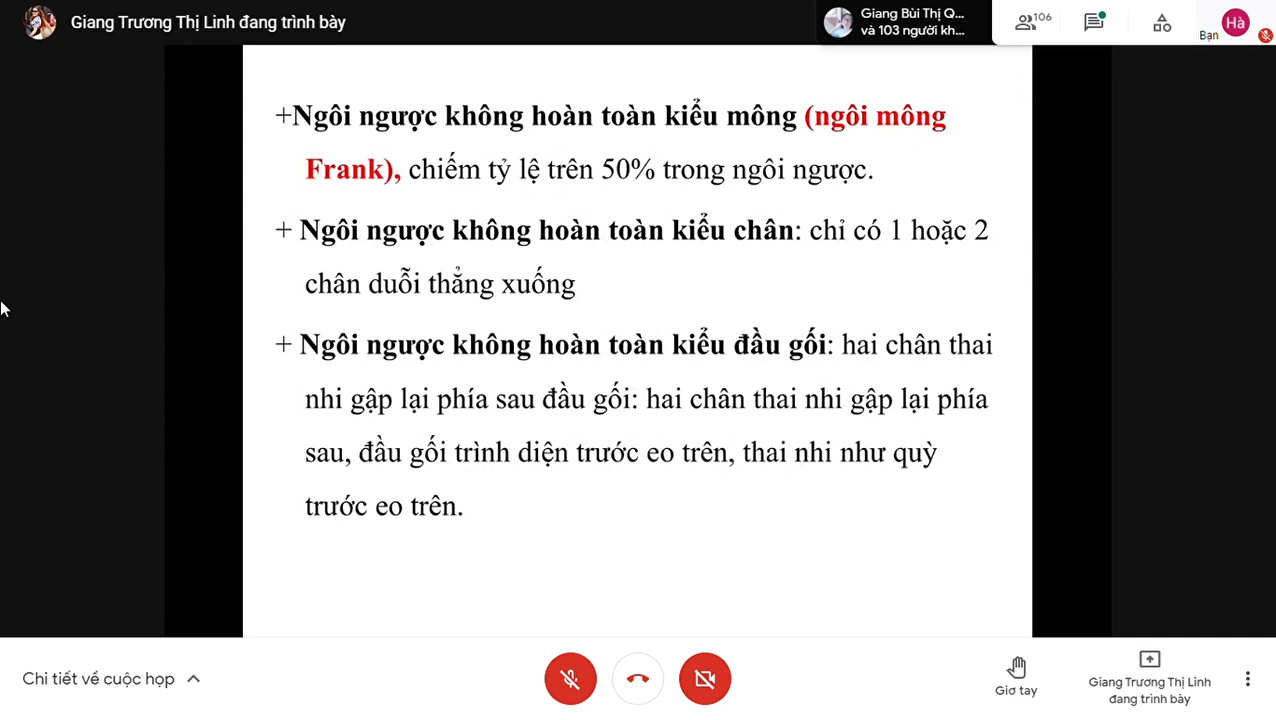 Giang Trương Thị Linh đang trình bày
Giang Bùi Thị Q...
và 103 người kh...
106
Hà
Bạn
+Ngôi ngược không hoàn toàn kiểu mông (ngôi mông
Frank), chiếm tỷ lệ trên 50% trong ngôi ngược.
+ Ngôi ngược không hoàn toàn kiểu chân: chỉ có 1 hoặc 2
chân duỗi thẳng xuống
+ Ngôi ngược không hoàn toàn kiểu đầu gối: hai chân thai
nhi gập lại phía sau đầu gối: hai chân thai nhi gập lại phía
sau, đầu gối trình diện trước eo trên, thai nhi như quỳ
trước eo trên.
Chi tiết về cuộc họp
Giơ tay
Giang Trương Thị Linh
đang trình bày